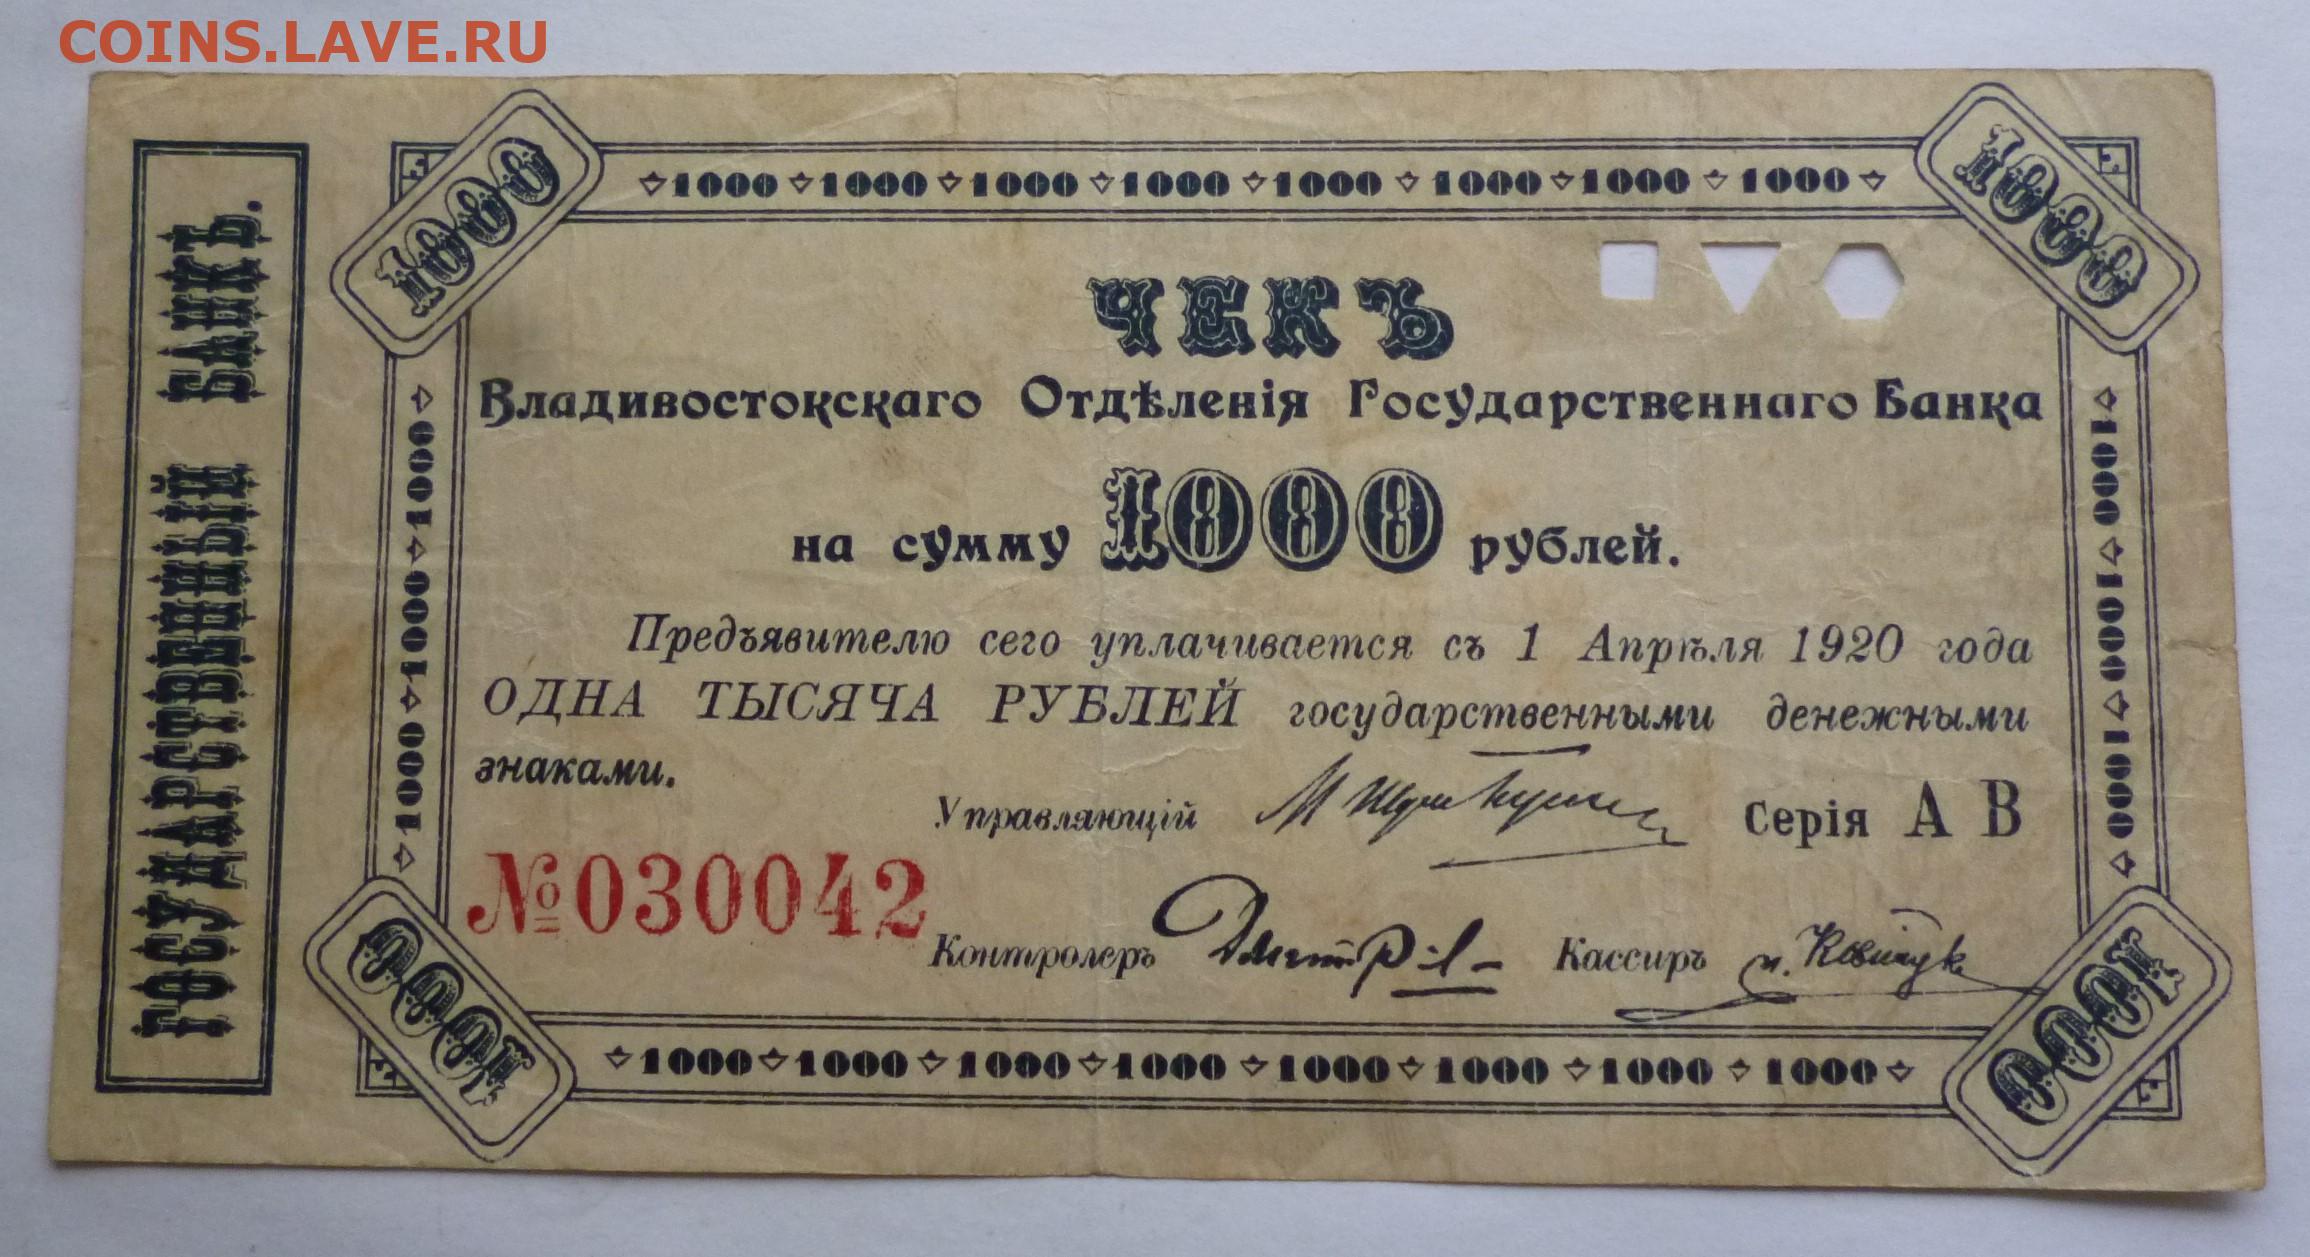 COINS.LAVE.RU
ГОСУДАРСТВЕННЫЙ БАНКЪ.
1000
1000 1000 1000 1000 1000 1000 1000 1000
1000
ЧЕКЪ
Владивостокскаго Отдѣленія Государственнаго Банка
на сумму 1000 рублей.
Предъявителю сего уплачивается съ 1 Апрѣля 1920 года
ОДНА ТЫСЯЧА РУБЛЕЙ государственными денежными
знаками.
Управляющій
Серія А В
№030042
Контролеръ
Кассиръ
1000 1000 1000
1000 1000 1000
1000
1000 1000 1000 1000 1000 1000 1000 1000
1000